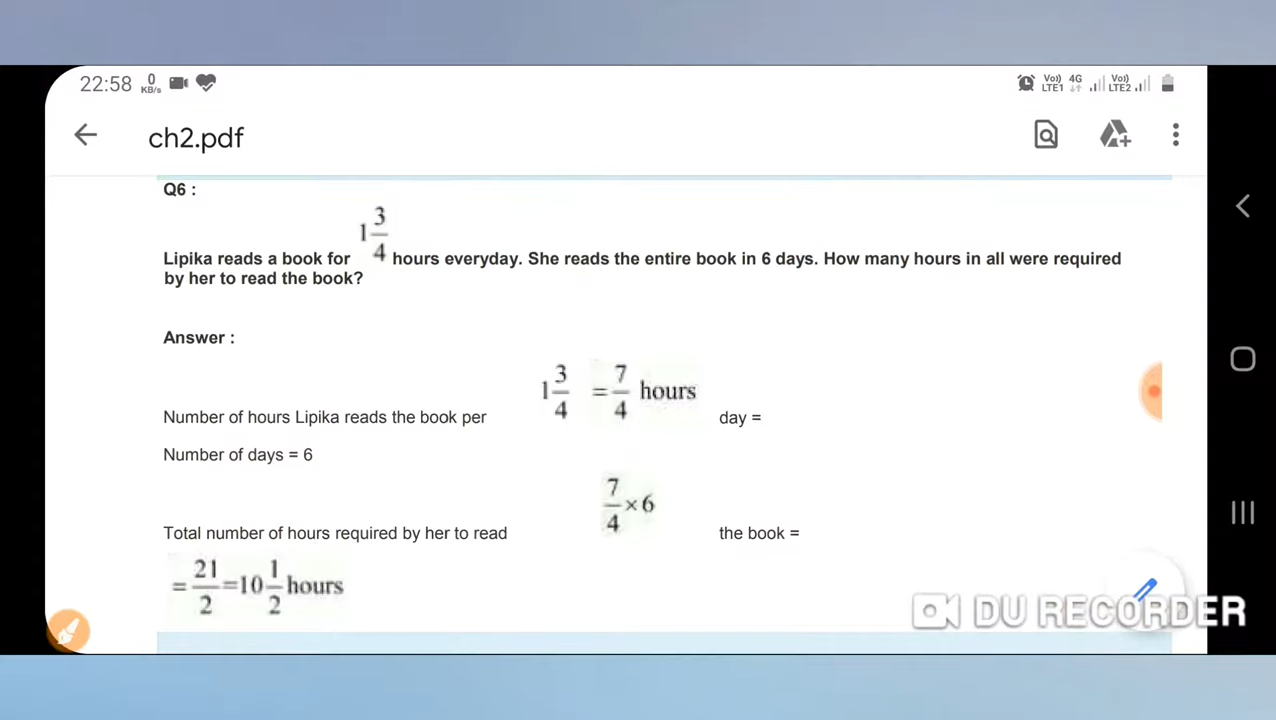 22:58 0 KB/s Vo) LTE1 4G Vo) LTE2
ch2.pdf
Q6 :
Lipika reads a book for 1 3/4 hours everyday. She reads the entire book in 6 days. How many hours in all were required
by her to read the book?
Answer :
Number of hours Lipika reads the book per 1 3/4 = 7/4 hours day =
Number of days = 6
Total number of hours required by her to read 7/4 × 6 the book =
= 21/2 = 10 1/2 hours
DU RECORDER